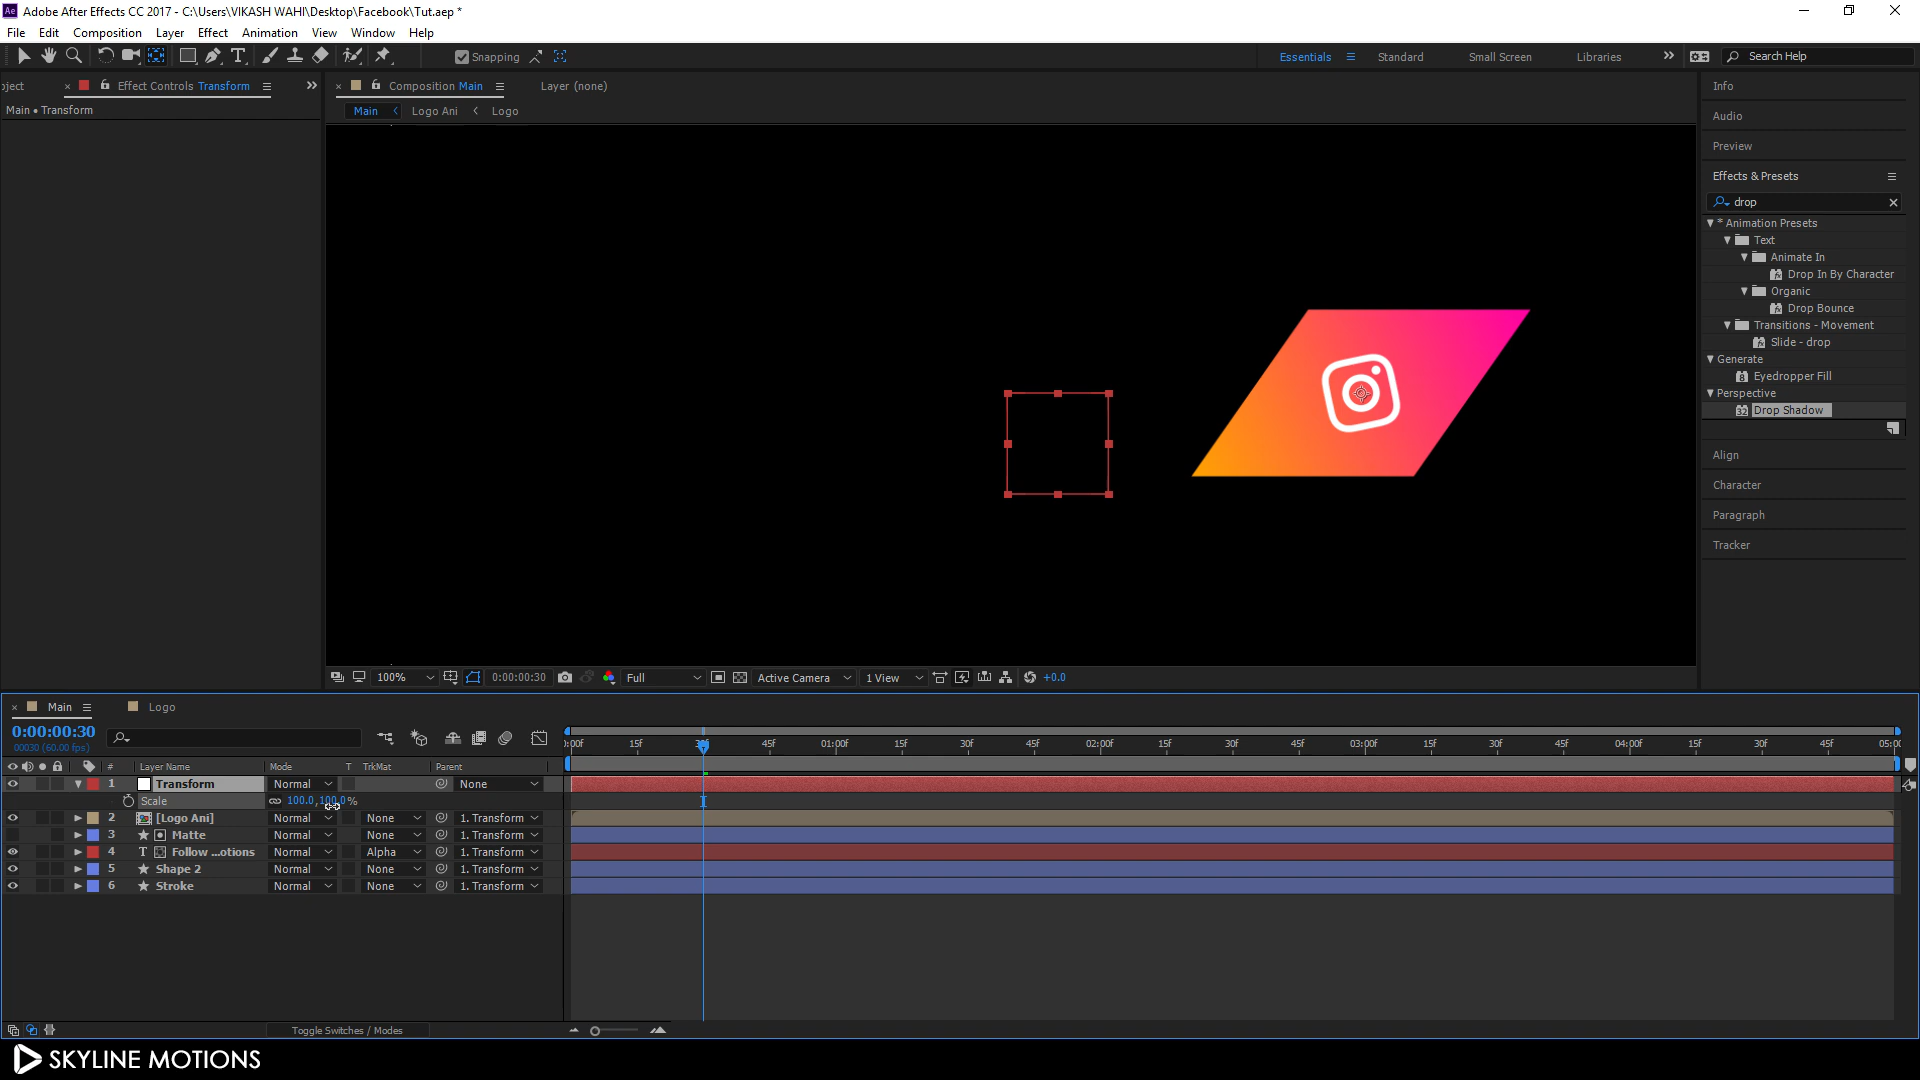 Adobe After Effects CC 2017 - C:\Users\VIKASH WAHI\Desktop\Facebook\Tut.aep *
File Edit Composition Layer Effect Animation View Window Help
Snapping Essentials Standard Small Screen Libraries Search Help
oject Effect Controls Transform Composition Main Layer (none)
Main • Transform
Main Logo Ani Logo
Info
Audio
Preview
Effects & Presets
drop
* Animation Presets
Text
Animate In
Drop In By Character
Organic
Drop Bounce
Transitions - Movement
Slide - drop
Generate
Eyedropper Fill
Perspective
32 Drop Shadow
Align
Character
Paragraph
Tracker
100% 0:00:00:30 Full Active Camera 1 View +0.0
Main Logo
0:00:00:30
00030 (60.00 fps)
):00f 15f 30f 45f 01:00f 15f 30f 45f 02:00f 15f 30f 45f 03:00f 15f 30f 45f 04:00f 15f 30f 45f 05:0(
# Layer Name Mode T TrkMat Parent
1 Transform Normal None
Scale 100.0,100.0%
2 [Logo Ani] Normal None 1. Transform
3 Matte Normal None 1. Transform
4 T Follow ...otions Normal Alpha 1. Transform
5 Shape 2 Normal None 1. Transform
6 Stroke Normal None 1. Transform
Toggle Switches / Modes
SKYLINE MOTIONS